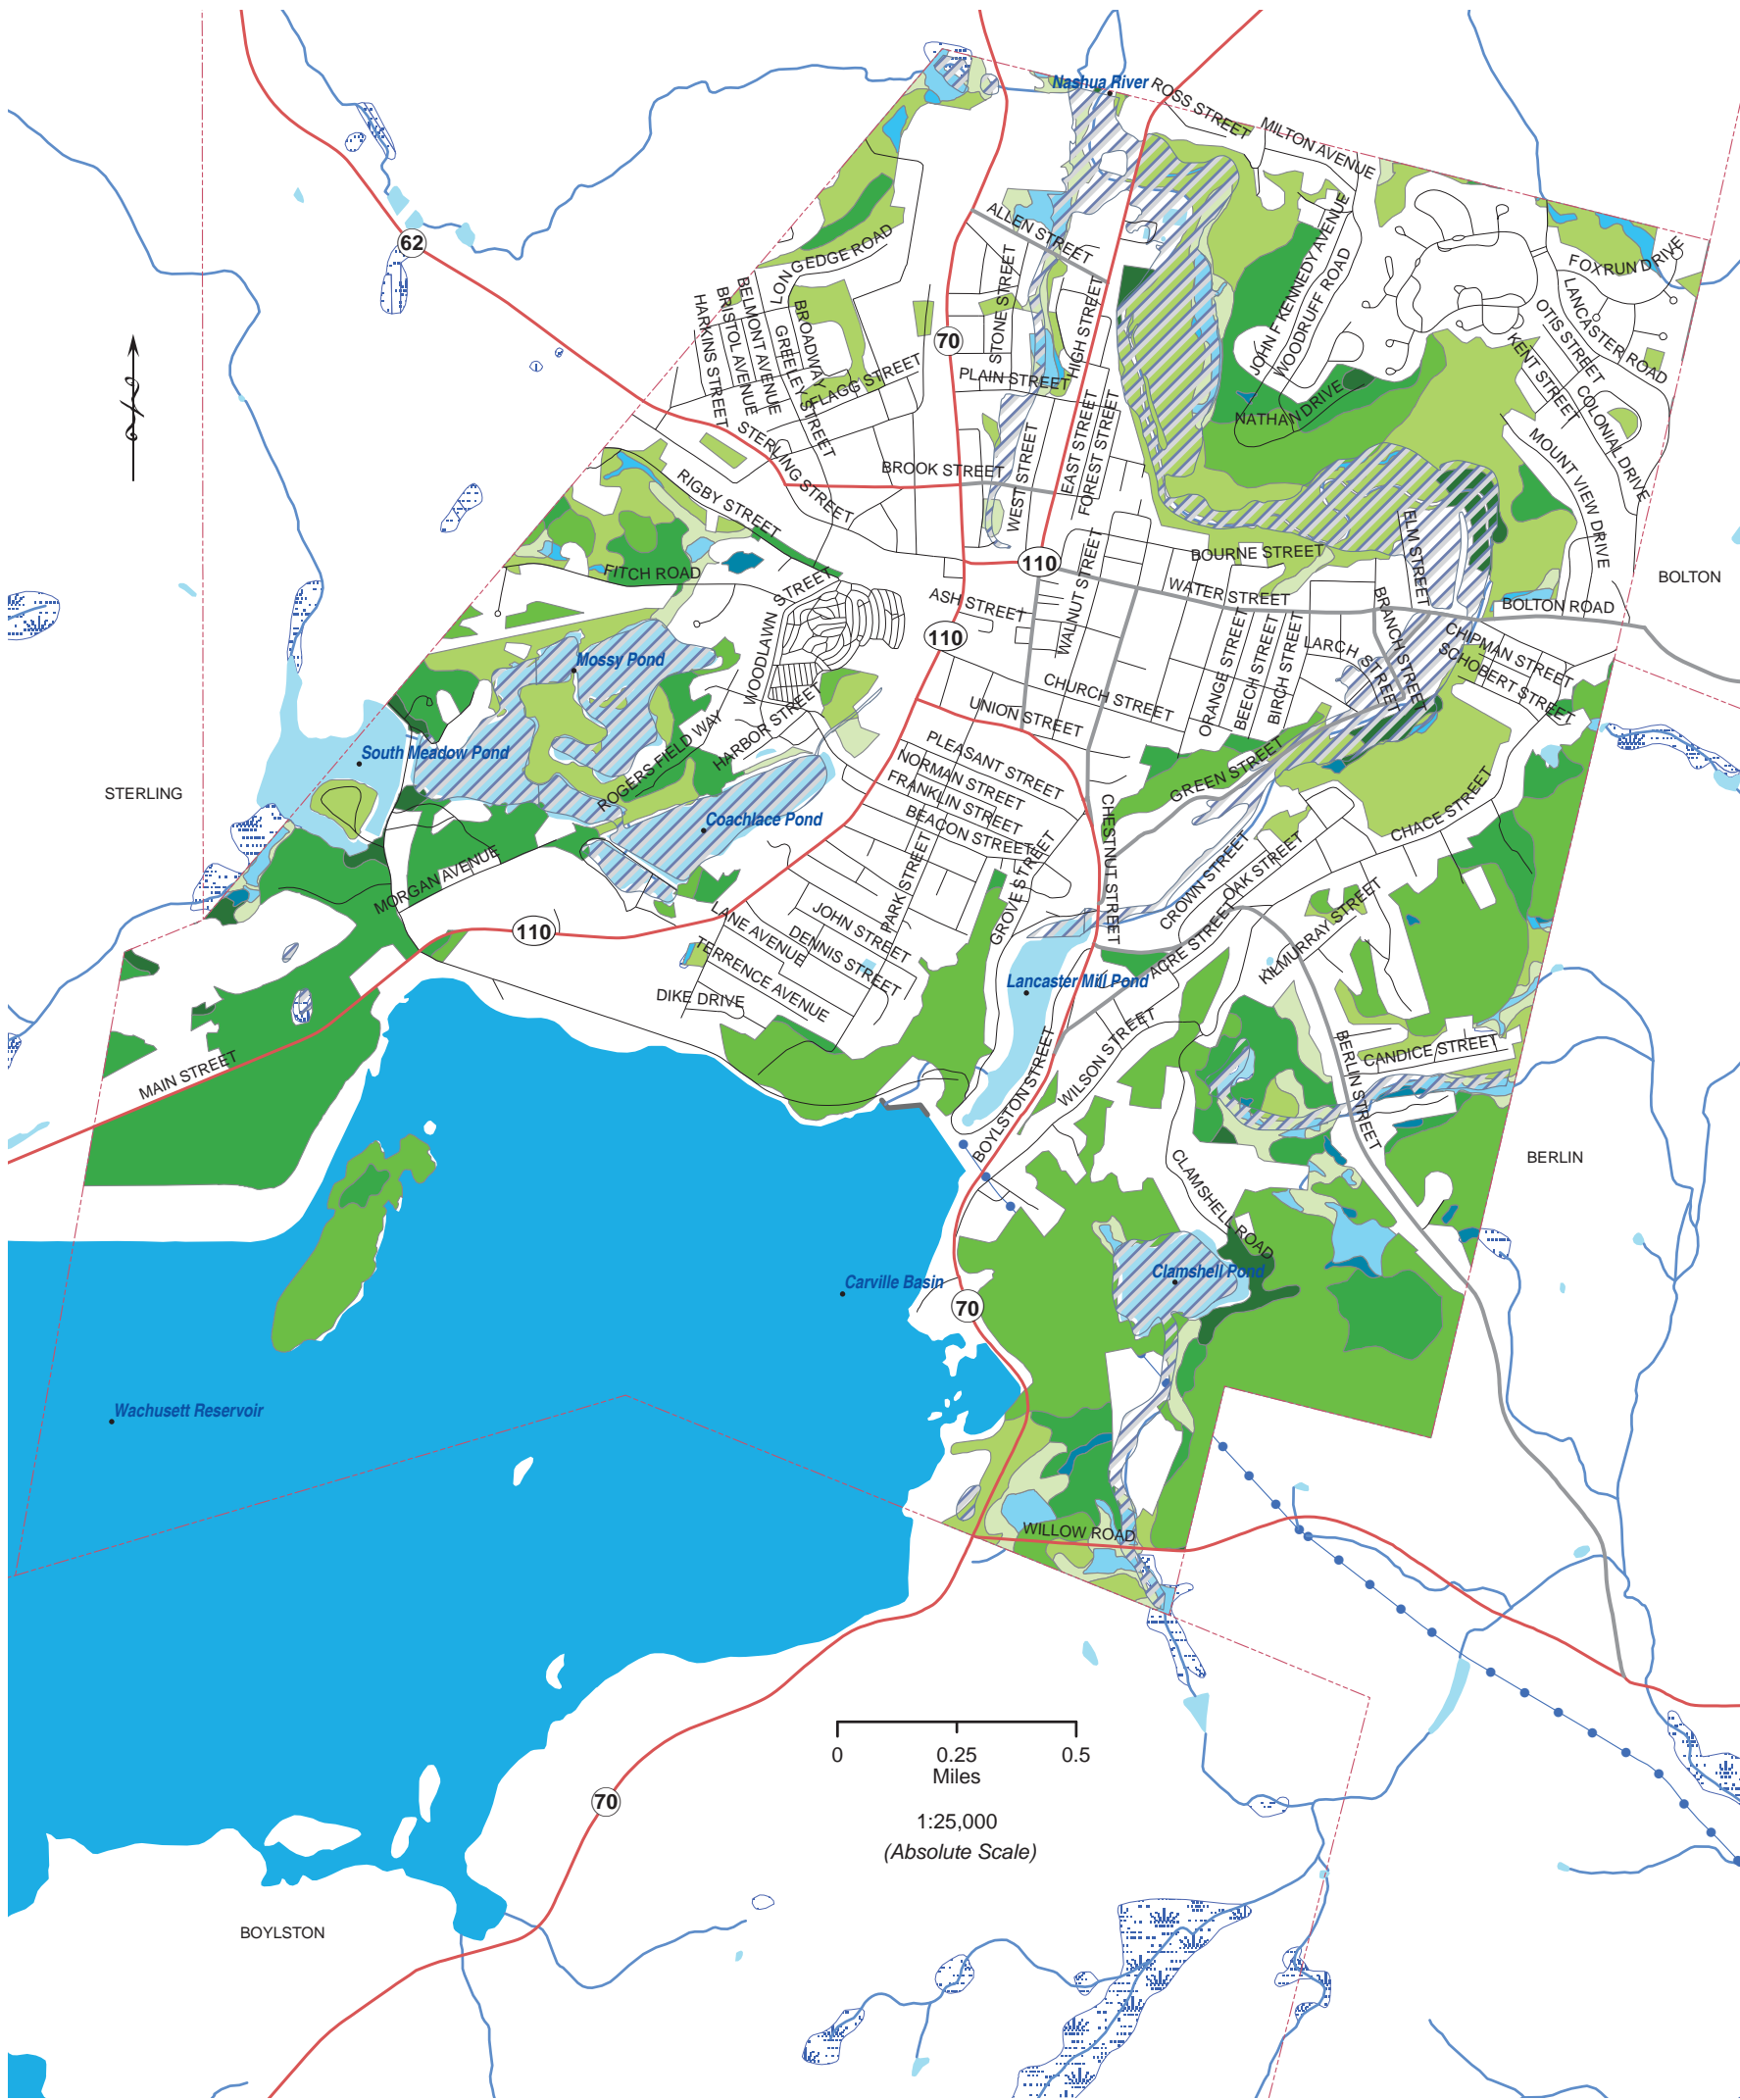 Nashua River
ROSS STREET
MILTON AVENUE
62
ALLEN STREET
LONGEDGE ROAD
JOHN F KENNEDY AVENUE
WOODRUFF ROAD
FOXRUN DRIVE
LANCASTER ROAD
OTIS STREET
KENT STREET
COLONIAL DRIVE
HARKINS STREET
BRISTOL AVENUE
BELMONT AVENUE
GREELEY STREET
BROADWAY
FLAGG STREET
70
STONE STREET
HIGH STREET
PLAIN STREET
NATHAN DRIVE
MOUNT VIEW DRIVE
STERLING STREET
BROOK STREET
WEST STREET
EAST STREET
FOREST STREET
RIGBY STREET
ELM STREET
BOURNE STREET
110
FITCH ROAD
WOODLAWN STREET
ASH STREET
WALNUT STREET
WATER STREET
BRANCH STREET
BOLTON ROAD
BOLTON
110
Mossy Pond
ORANGE STREET
BEECH STREET
BIRCH STREET
LARCH STREET
CHIPMAN STREET
SCHOBERT STREET
CHURCH STREET
UNION STREET
HARBOR STREET
ROGERS FIELD WAY
South Meadow Pond
PLEASANT STREET
NORMAN STREET
FRANKLIN STREET
BEACON STREET
GREEN STREET
CHASE STREET
STERLING
Coachlace Pond
CHESTNUT STREET
MORGAN AVENUE
PARK STREET
GROVE STREET
CROWN STREET
OAK STREET
110
LANE AVENUE
JOHN STREET
DENNIS STREET
TERRENCE AVENUE
DIKE DRIVE
ACRE STREET
KILMURRAY STREET
Lancaster Mill Pond
MAIN STREET
BOYLSTON STREET
WILSON STREET
BERLIN STREET
CANDICE STREET
CLAMSHELL ROAD
BERLIN
Clamshell Pond
Carville Basin
70
Wachusett Reservoir
WILLOW ROAD
0 0.25 0.5
Miles
1:25,000
(Absolute Scale)
70
BOYLSTON